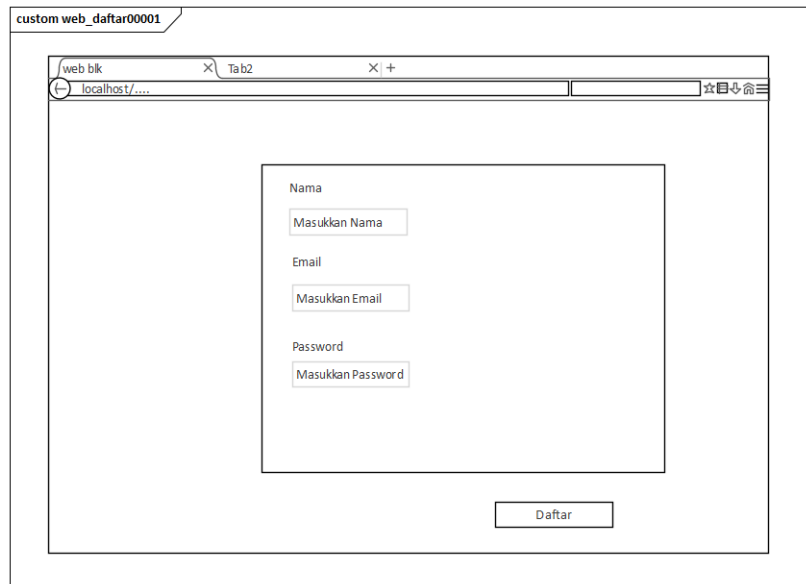 custom web_daftar00001
web blk
Tab2
localhost/....
Nama
Masukkan Nama
Email
Masukkan Email
Password
Masukkan Password
Daftar